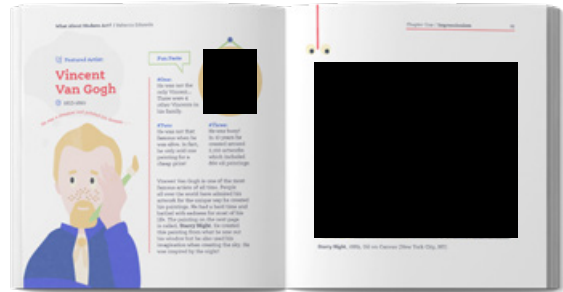 What About Modern Art? / Rebecca Edwards
Featured Artist:
Vincent
Van Gogh
1853-1890
Fun Facts
#One:
He was not the
only Vincent...
There were 4
other Vincents in
his family.
#Two:
He was not that
famous when he
was alive. In fact,
he only sold one
painting for a
cheap price!
#Three:
He was busy!
In 10 years he
created around
2,100 artworks
which included
860 oil paintings
Vincent Van Gogh is one of the most
famous artists of all time. People
all over the world have admired his
artwork for the unique way he created
his paintings. He had a hard time and
battled with sadness for most of his
life. The painting on the next page
is called, Starry Night. He created
this painting from what he saw out
his window but he also used his
imagination when creating the sky. He
was inspired by the night!
Chapter One / Impressionism
Starry Night, 1889, Oil on Canvas (New York City, NY)